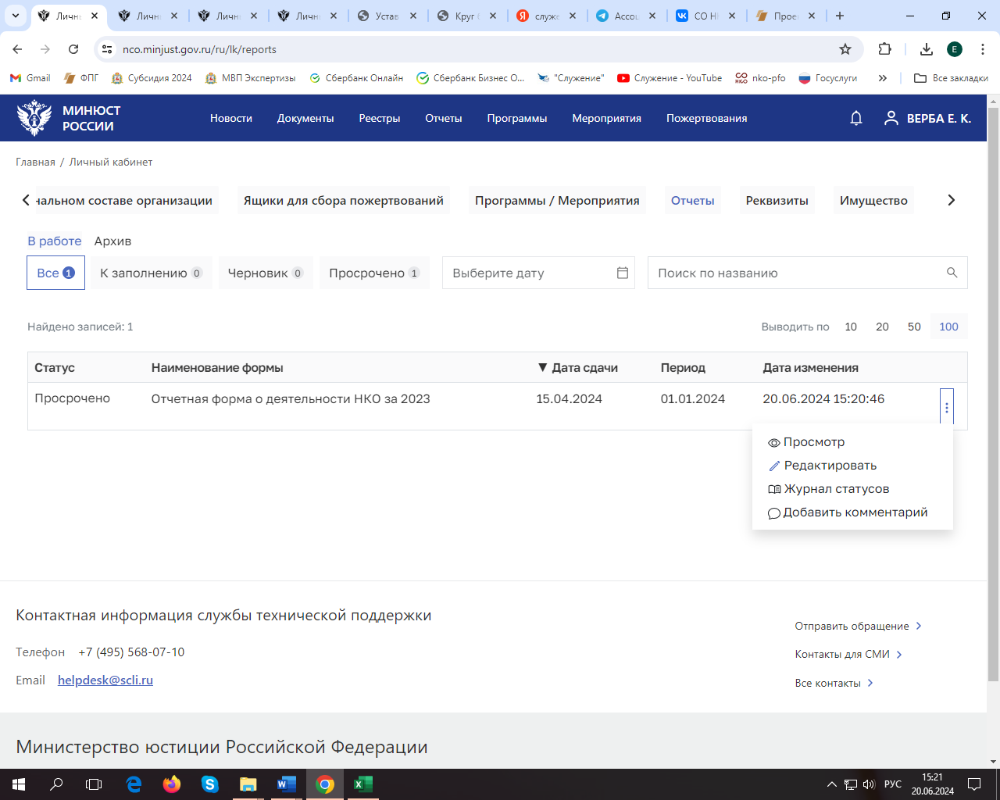 Личн
Личн
Личн
Личн
Устав
Круг
служе
Accou
СО Н
Прое
nco.minjust.gov.ru/ru/lk/reports
E
Gmail
ФПГ
Субсидия 2024
МВП Экспертизы
Сбербанк Онлайн
Сбербанк Бизнес О...
"Служение"
Служение - YouTube
nko-pfo
Госуслуги
Все закладки
МИНЮСТ
РОССИИ
Новости
Документы
Реестры
Отчеты
Программы
Мероприятия
Пожертвования
ВЕРБА Е. К.
Главная / Личный кабинет
нальном составе организации
Ящики для сбора пожертвований
Программы / Мероприятия
Отчеты
Реквизиты
Имущество
В работе
Архив
Все 1
К заполнению 0
Черновик 0
Просрочено 1
Выберите дату
Поиск по названию
Найдено записей: 1
Выводить по 10 20 50 100
Статус Наименование формы ▼ Дата сдачи Период Дата изменения
Просрочено Отчетная форма о деятельности НКО за 2023 15.04.2024 01.01.2024 20.06.2024 15:20:46
Просмотр
Редактировать
Журнал статусов
Добавить комментарий
Контактная информация службы технической поддержки
Телефон +7 (495) 568-07-10
Email helpdesk@scli.ru
Отправить обращение
Контакты для СМИ
Все контакты
Министерство юстиции Российской Федерации
РУС
15:21
20.06.2024